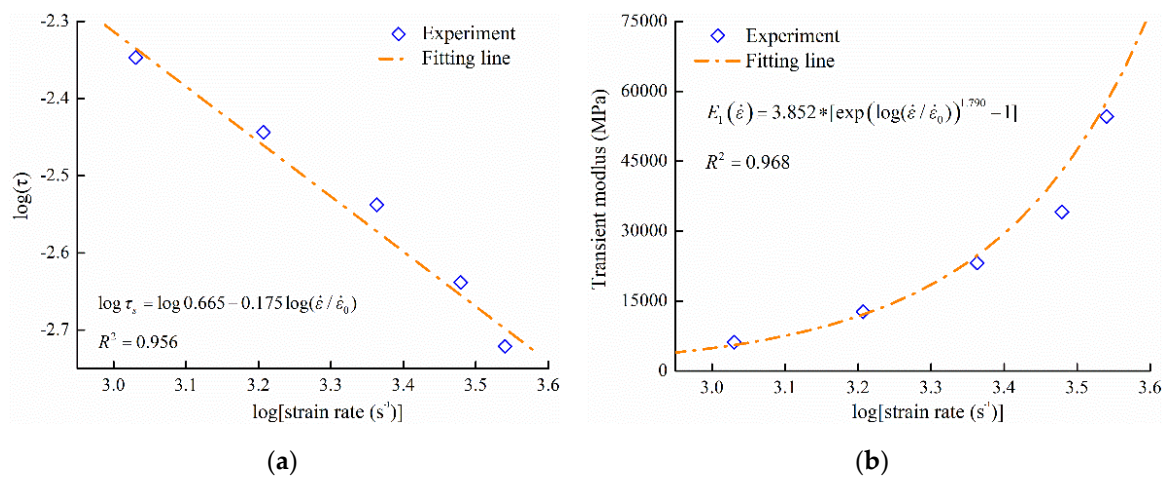 -2.3
-2.4
-2.5
-2.6
-2.7
log(τ)
Experiment
Fitting line
log τₛ = log 0.665 − 0.175 log(ε̇ / ε̇₀)
R² = 0.956
3.0 3.1 3.2 3.3 3.4 3.5 3.6
log[strain rate (s⁻¹)]
(a)
75000
60000
45000
30000
15000
0
Transient modlus (MPa)
Experiment
Fitting line
E₁(ε̇) = 3.852 * [exp(log(ε̇ / ε̇₀))^1.790 − 1]
R² = 0.968
3.0 3.1 3.2 3.3 3.4 3.5 3.6
log[strain rate (s⁻¹)]
(b)